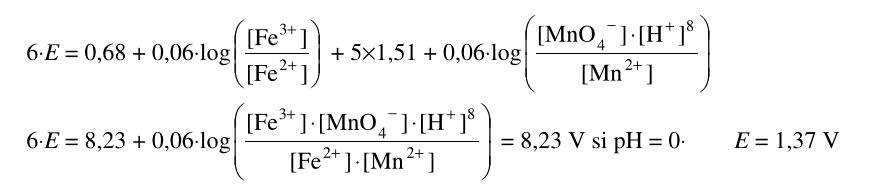 6·E = 0,68 + 0,06·log([Fe³⁺]/[Fe²⁺]) + 5×1,51 + 0,06·log([MnO₄⁻]·[H⁺]⁸/[Mn²⁺])
6·E = 8,23 + 0,06·log([Fe³⁺]·[MnO₄⁻]·[H⁺]⁸/[Fe²⁺]·[Mn²⁺]) = 8,23 V si pH = 0· E = 1,37 V